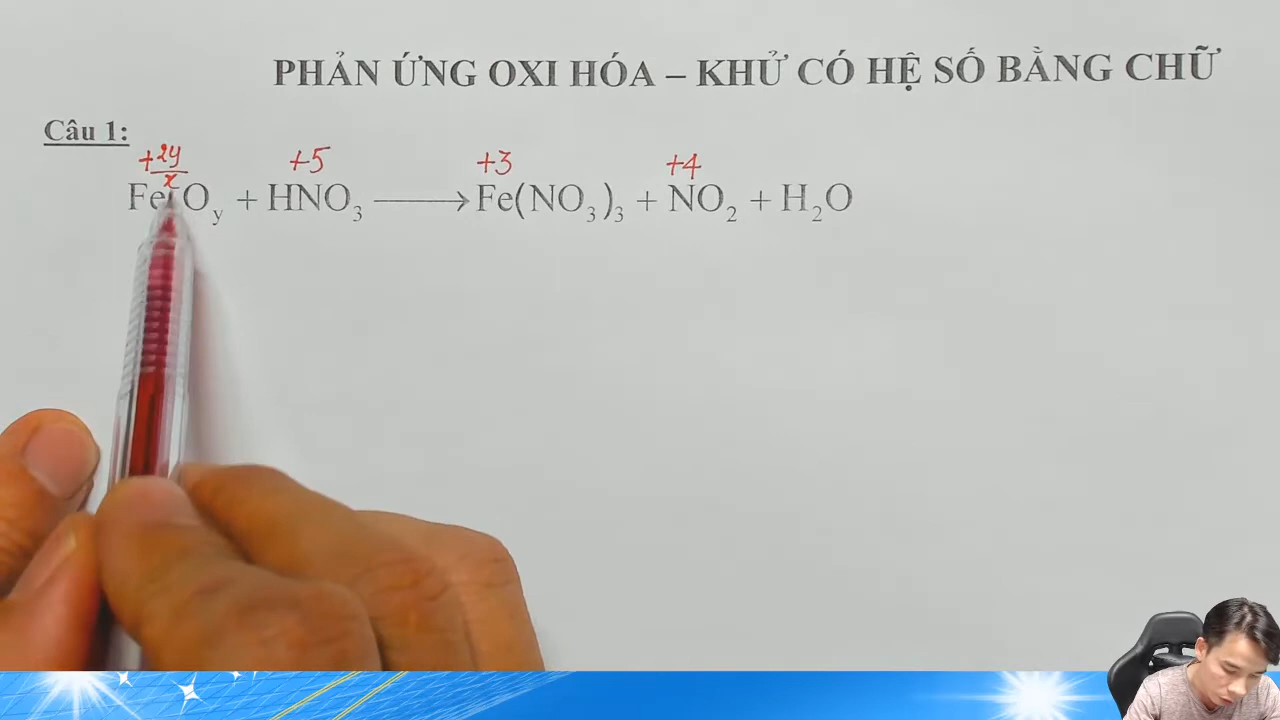 PHẢN ỨNG OXI HÓA – KHỬ CÓ HỆ SỐ BẰNG CHỮ
Câu 1:
+2y/x +5 +3 +4
FeₓOᵧ + HNO₃ ⟶ Fe(NO₃)₃ + NO₂ + H₂O